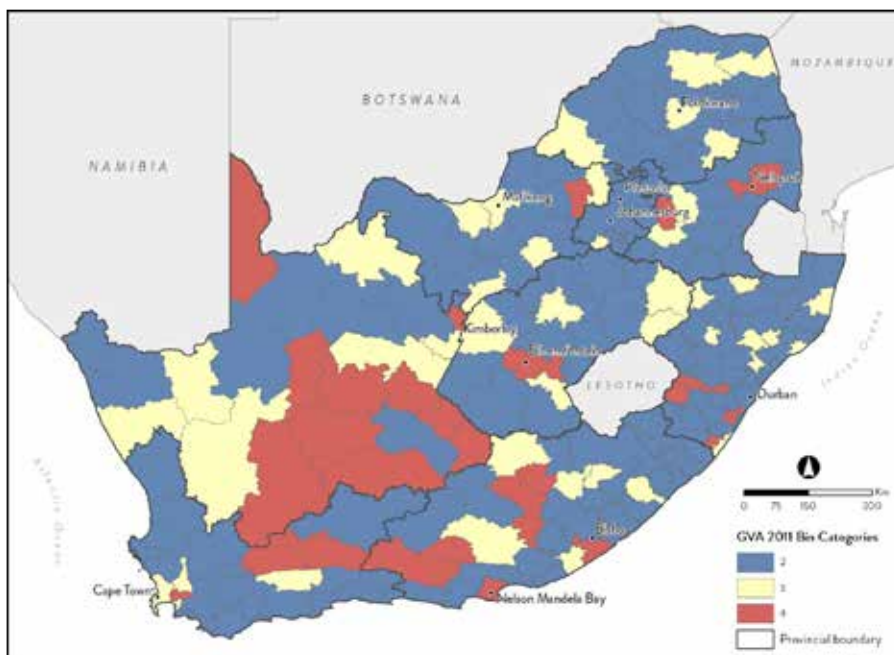 MOZAMBIQUE
BOTSWANA
NAMIBIA
Polokwane
Nelspruit
Pretoria
Mafikeng
Johannesburg
Kimberley
Bloemfontein
LESOTHO
Durban
Indian Ocean
Atlantic Ocean
Bisho
Cape Town
Nelson Mandela Bay
Km
0 75 150 300
GVA 2011 Bin Categories
2
3
4
Provincial boundary